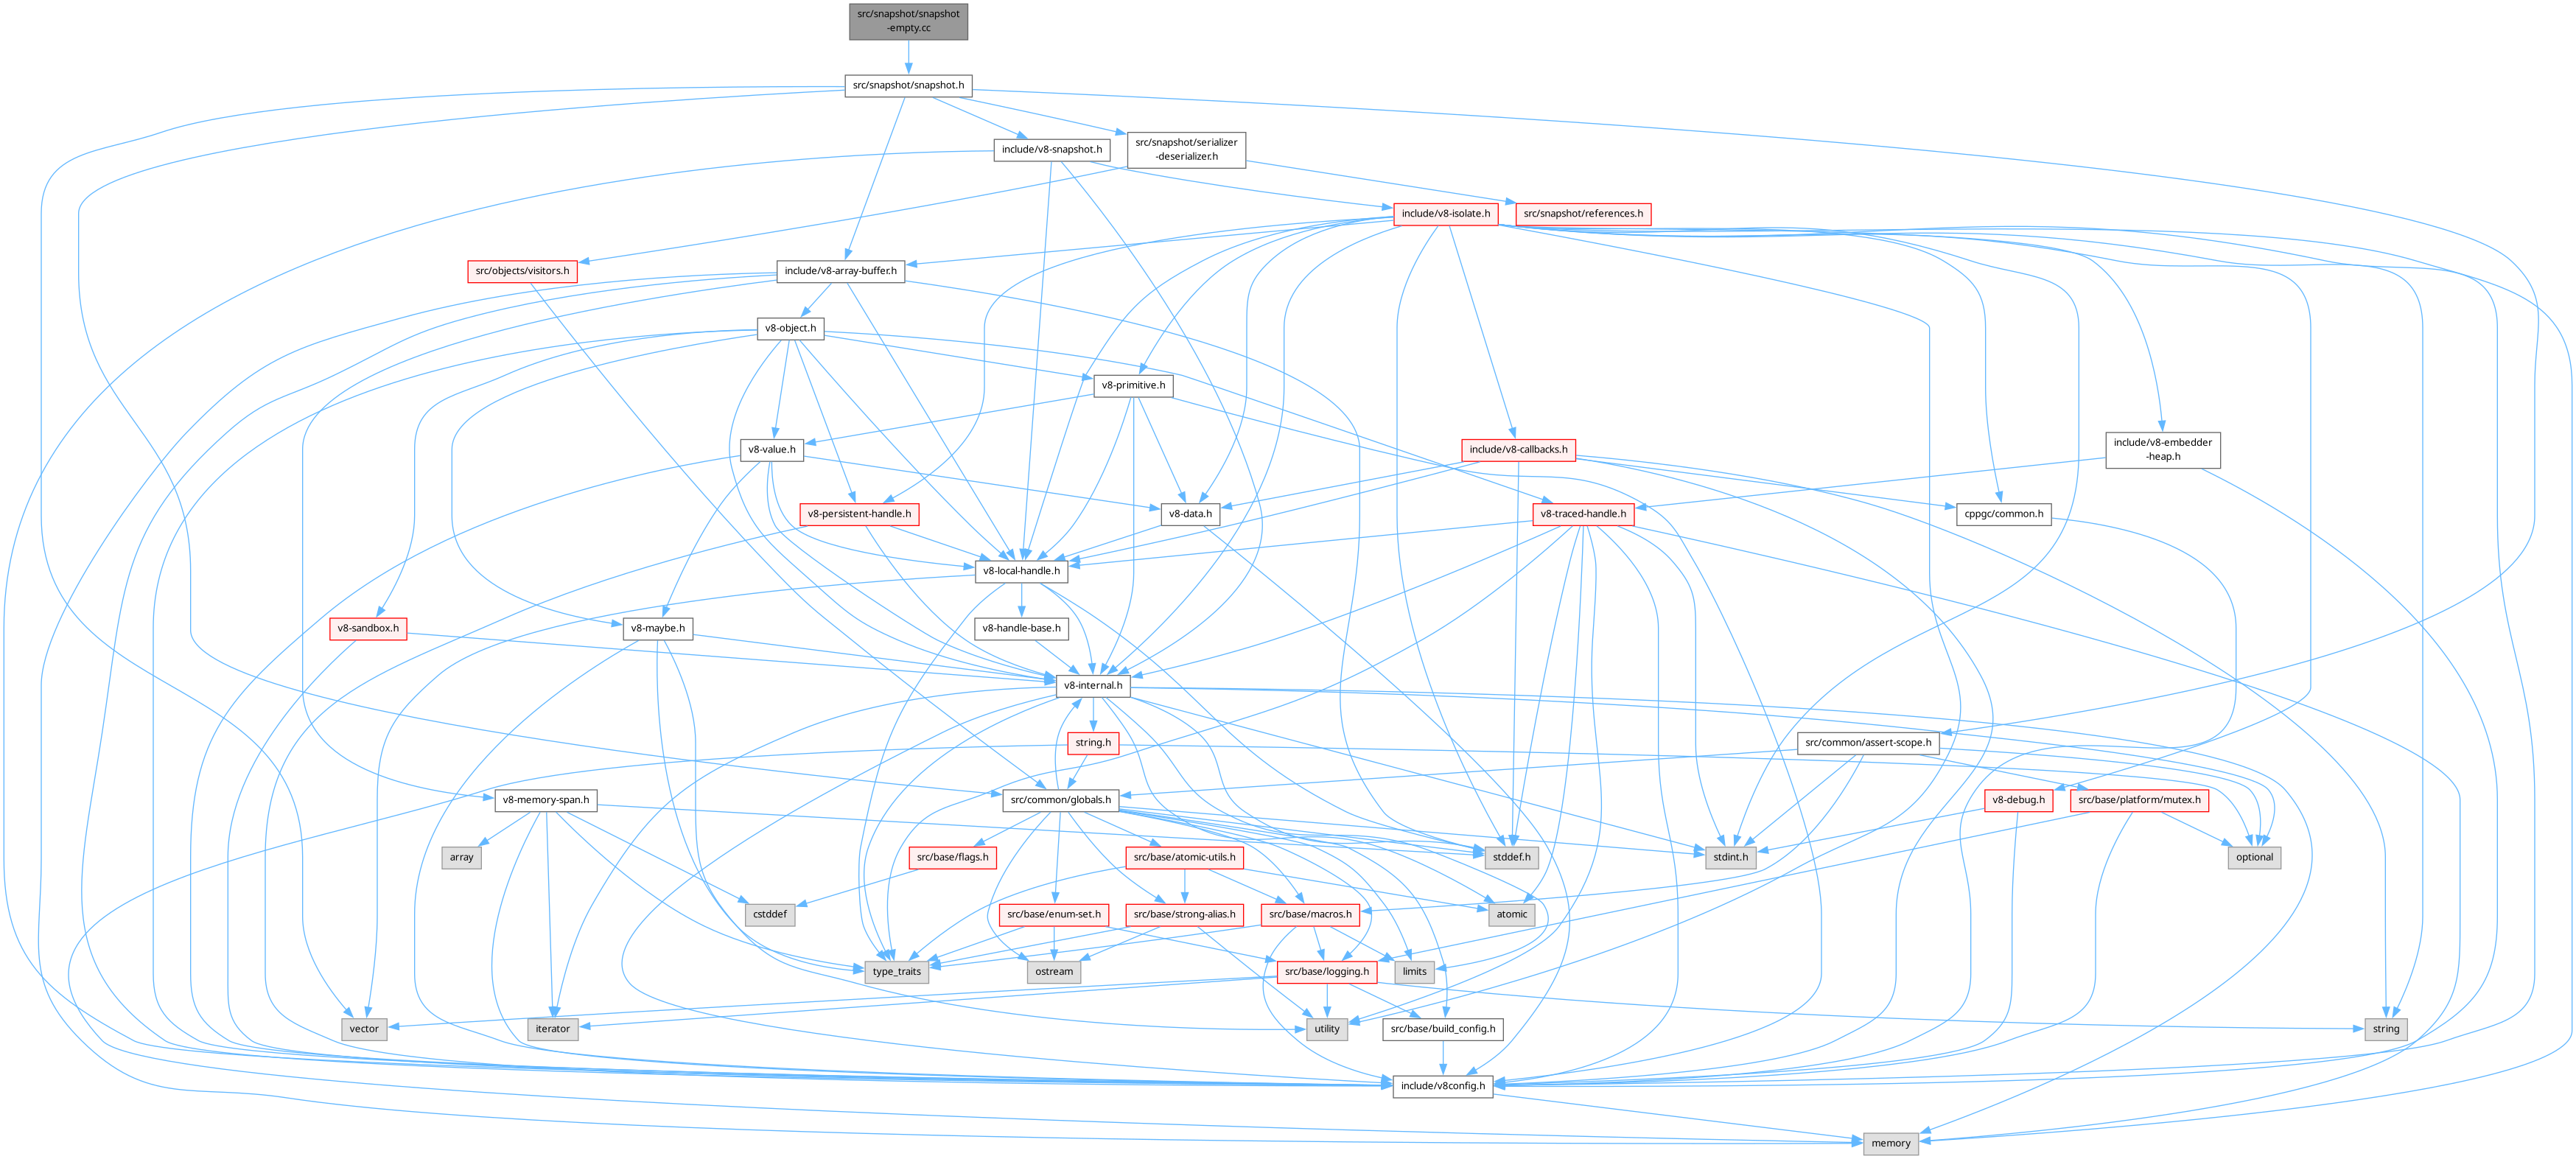 src/snapshot/snapshot
-empty.cc
src/snapshot/snapshot.h
include/v8-snapshot.h
src/snapshot/serializer
-deserializer.h
include/v8-isolate.h
src/snapshot/references.h
src/objects/visitors.h
include/v8-array-buffer.h
v8-object.h
v8-primitive.h
v8-value.h
include/v8-callbacks.h
include/v8-embedder
-heap.h
v8-persistent-handle.h
v8-data.h
v8-traced-handle.h
cppgc/common.h
v8-local-handle.h
v8-sandbox.h
v8-maybe.h
v8-handle-base.h
v8-internal.h
string.h
src/common/assert-scope.h
v8-memory-span.h
src/common/globals.h
v8-debug.h
src/base/platform/mutex.h
array
src/base/flags.h
src/base/atomic-utils.h
stddef.h
stdint.h
optional
cstddef
src/base/enum-set.h
src/base/strong-alias.h
src/base/macros.h
atomic
type_traits
ostream
src/base/logging.h
limits
vector
iterator
utility
src/base/build_config.h
string
include/v8config.h
memory